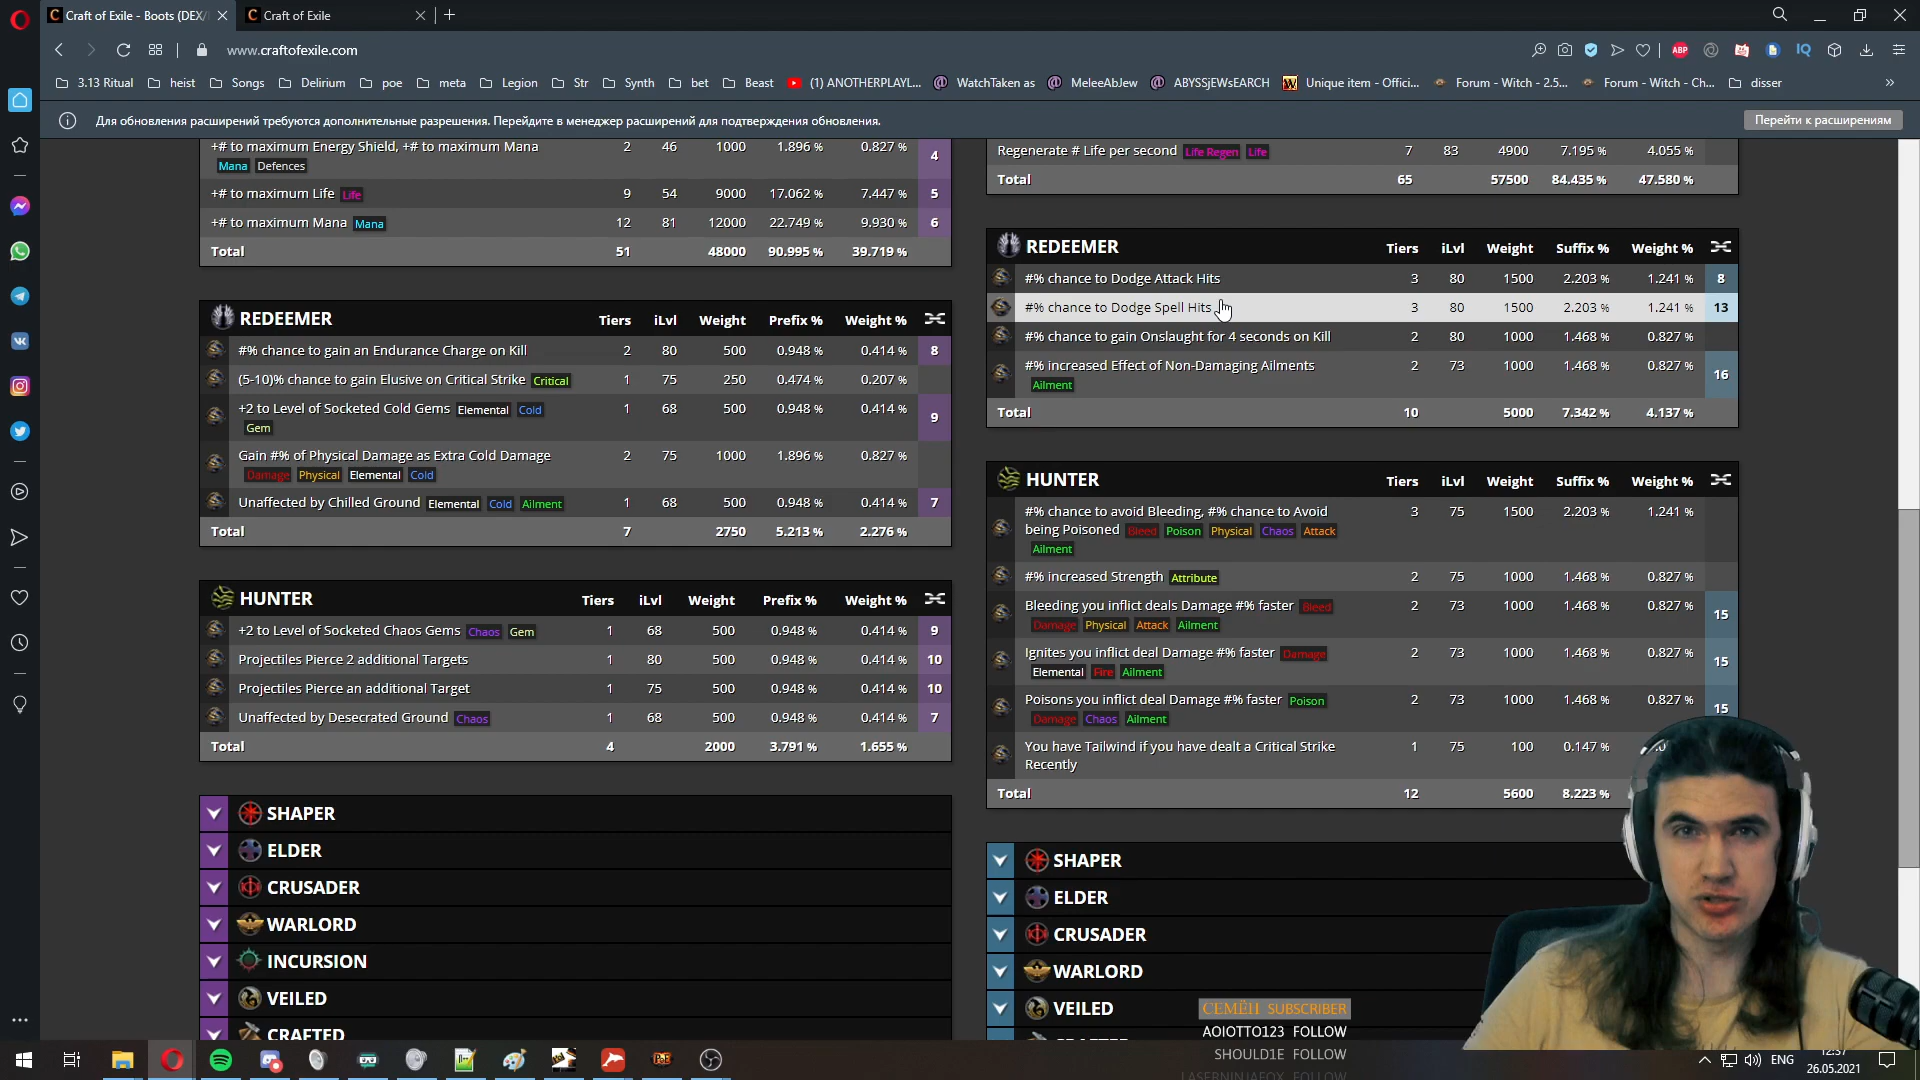 Craft of Exile - Boots (DEX/
Craft of Exile
www.craftofexile.com
ABP
IQ
3.13 Ritual
heist
Songs
Delirium
poe
meta
Legion
Str
Synth
bet
Beast
(1) ANOTHERPLAYL...
WatchTaken as
MeleeAbJew
ABYSSjEWsEARCH
Unique item - Offici...
Forum - Witch - 2.5...
Forum - Witch - Ch...
disser
»
Для обновления расширений требуются дополнительные разрешения. Перейдите в менеджер расширений для подтверждения обновления.
Перейти к расширениям
+# to maximum Energy Shield, +# to maximum Mana 2 46 1000 1.896 % 0.827 % 4
Mana Defences
+# to maximum Life Life 9 54 9000 17.062 % 7.447 % 5
+# to maximum Mana Mana 12 81 12000 22.749 % 9.930 % 6
Total 51 48000 90.995 % 39.719 %
REDEEMER Tiers iLvl Weight Prefix % Weight %
#% chance to gain an Endurance Charge on Kill 2 80 500 0.948 % 0.414 % 8
(5-10)% chance to gain Elusive on Critical Strike Critical 1 75 250 0.474 % 0.207 %
+2 to Level of Socketed Cold Gems Elemental Cold 1 68 500 0.948 % 0.414 % 9
Gem
Gain #% of Physical Damage as Extra Cold Damage 2 75 1000 1.896 % 0.827 %
Damage Physical Elemental Cold
Unaffected by Chilled Ground Elemental Cold Ailment 1 68 500 0.948 % 0.414 % 7
Total 7 2750 5.213 % 2.276 %
HUNTER Tiers iLvl Weight Prefix % Weight %
+2 to Level of Socketed Chaos Gems Chaos Gem 1 68 500 0.948 % 0.414 % 9
Projectiles Pierce 2 additional Targets 1 80 500 0.948 % 0.414 % 10
Projectiles Pierce an additional Target 1 75 500 0.948 % 0.414 % 10
Unaffected by Desecrated Ground Chaos 1 68 500 0.948 % 0.414 % 7
Total 4 2000 3.791 % 1.655 %
SHAPER
ELDER
CRUSADER
WARLORD
INCURSION
VEILED
CRAFTED
Regenerate # Life per second Life Regen Life 7 83 4900 7.195 % 4.055 %
Total 65 57500 84.435 % 47.580 %
REDEEMER Tiers iLvl Weight Suffix % Weight %
#% chance to Dodge Attack Hits 3 80 1500 2.203 % 1.241 % 8
#% chance to Dodge Spell Hits 3 80 1500 2.203 % 1.241 % 13
#% chance to gain Onslaught for 4 seconds on Kill 2 80 1000 1.468 % 0.827 %
#% increased Effect of Non-Damaging Ailments 2 73 1000 1.468 % 0.827 % 16
Ailment
Total 10 5000 7.342 % 4.137 %
HUNTER Tiers iLvl Weight Suffix % Weight %
#% chance to avoid Bleeding, #% chance to Avoid 3 75 1500 2.203 % 1.241 %
being Poisoned Bleed Poison Physical Chaos Attack
Ailment
#% increased Strength Attribute 2 75 1000 1.468 % 0.827 %
Bleeding you inflict deals Damage #% faster Bleed 2 73 1000 1.468 % 0.827 % 15
Damage Physical Attack Ailment
Ignites you inflict deal Damage #% faster Damage 2 73 1000 1.468 % 0.827 % 15
Elemental Fire Ailment
Poisons you inflict deal Damage #% faster Poison 2 73 1000 1.468 % 0.827 % 15
Damage Chaos Ailment
You have Tailwind if you have dealt a Critical Strike 1 75 100 0.147 %
Recently
Total 12 5600 8.223 %
SHAPER
ELDER
CRUSADER
WARLORD
VEILED
СЕМЁН SUBSCRIBER
AOIOTTO123 FOLLOW
SHOULD1E FOLLOW
LASERNINJAFOX FOLLOW
ENG
12:37
26.05.2021